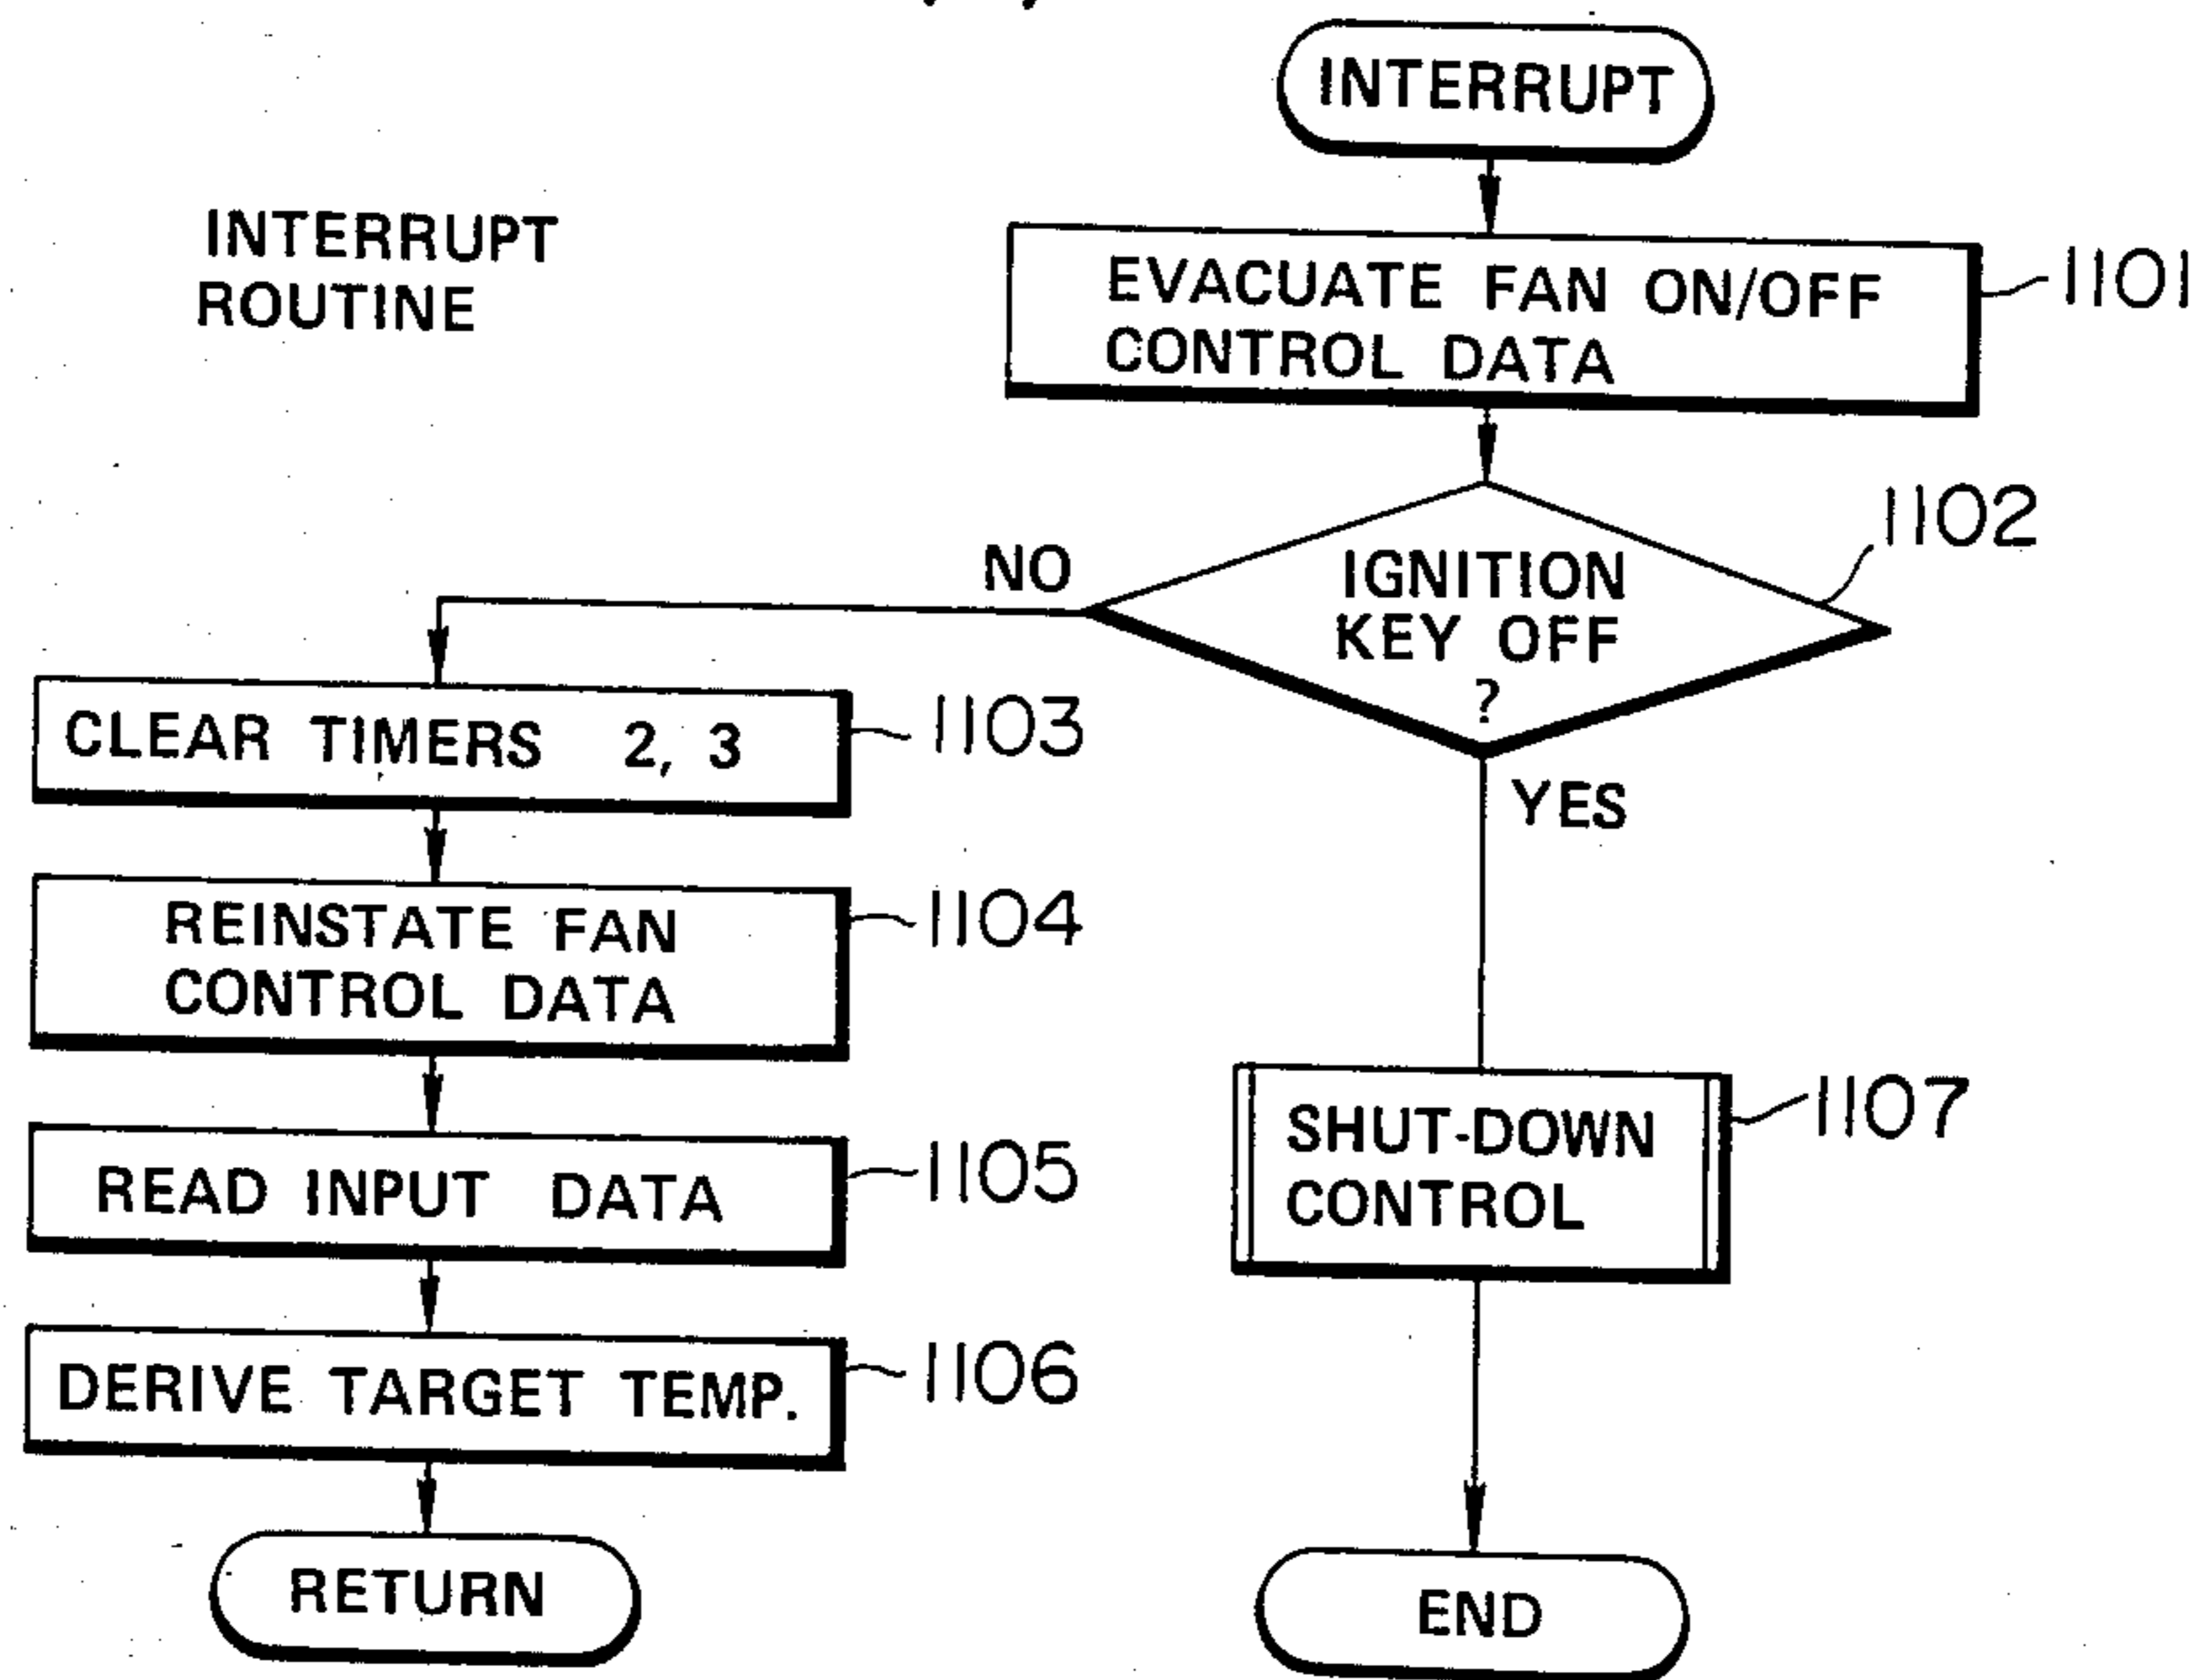 INTERRUPT
ROUTINE
INTERRUPT
EVACUATE FAN ON/OFF
CONTROL DATA
1101
IGNITION
KEY OFF
?
1102
NO
YES
CLEAR TIMERS 2, 3
1103
REINSTATE FAN
CONTROL DATA
1104
READ INPUT DATA
1105
DERIVE TARGET TEMP.
1106
RETURN
SHUT-DOWN
CONTROL
1107
END